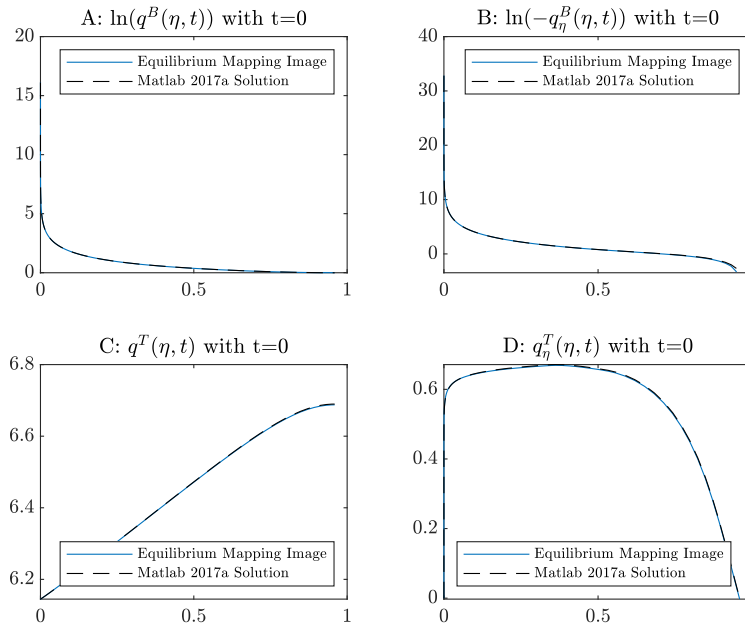 A: ln(q^B(η, t)) with t=0
20
15
10
5
0
0
0.5
1
Equilibrium Mapping Image
Matlab 2017a Solution
B: ln(−q^B_η(η, t)) with t=0
40
30
20
10
0
0
0.5
Equilibrium Mapping Image
Matlab 2017a Solution
C: q^T(η, t) with t=0
6.8
6.6
6.4
6.2
0
0.5
1
Equilibrium Mapping Image
Matlab 2017a Solution
D: q^T_η(η, t) with t=0
0.6
0.4
0.2
0
0
0.5
Equilibrium Mapping Image
Matlab 2017a Solution